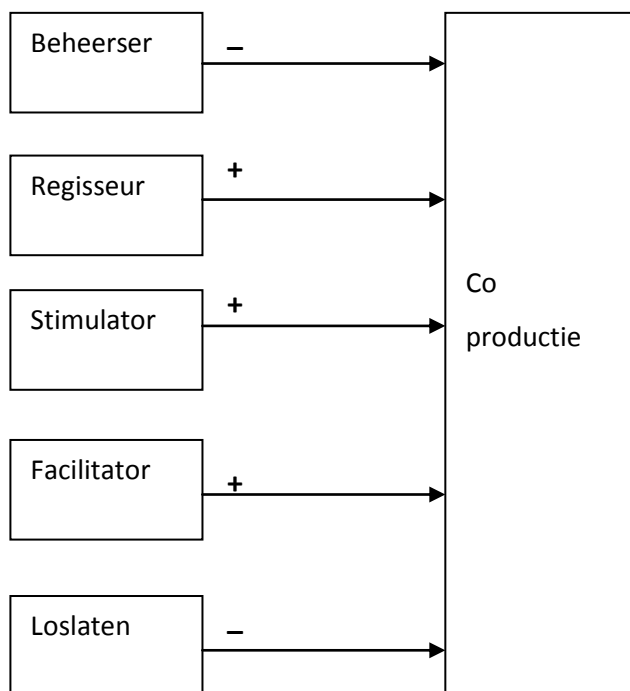 Beheerser
–
Regisseur
+
Stimulator
+
Co
productie
Facilitator
+
Loslaten
–